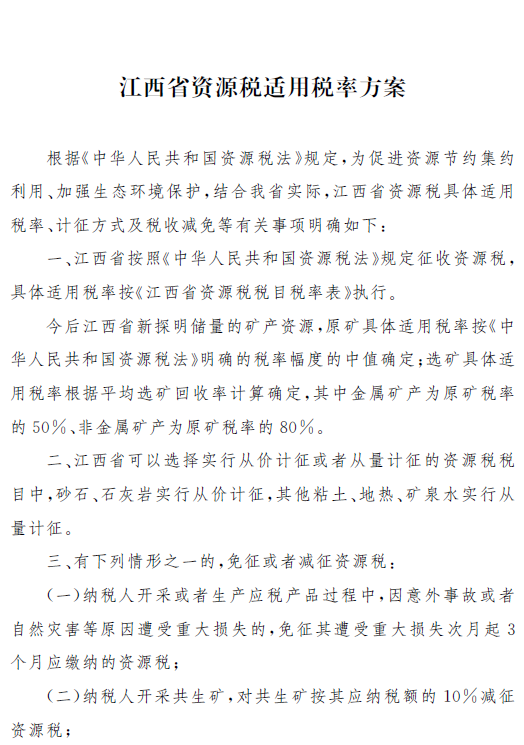 江西省资源税适用税率方案
根据《中华人民共和国资源税法》规定,为促进资源节约集约
利用、加强生态环境保护,结合我省实际,江西省资源税具体适用
税率、计征方式及税收减免等有关事项明确如下:
一、江西省按照《中华人民共和国资源税法》规定征收资源税,
具体适用税率按《江西省资源税税目税率表》执行。
今后江西省新探明储量的矿产资源,原矿具体适用税率按《中
华人民共和国资源税法》明确的税率幅度的中值确定;选矿具体适
用税率根据平均选矿回收率计算确定,其中金属矿产为原矿税率
的50%、非金属矿产为原矿税率的80%。
二、江西省可以选择实行从价计征或者从量计征的资源税税
目中,砂石、石灰岩实行从价计征,其他粘土、地热、矿泉水实行从
量计征。
三、有下列情形之一的,免征或者减征资源税:
(一)纳税人开采或者生产应税产品过程中,因意外事故或者
自然灾害等原因遭受重大损失的,免征其遭受重大损失次月起3
个月应缴纳的资源税;
(二)纳税人开采共生矿,对共生矿按其应纳税额的10%减征
资源税;